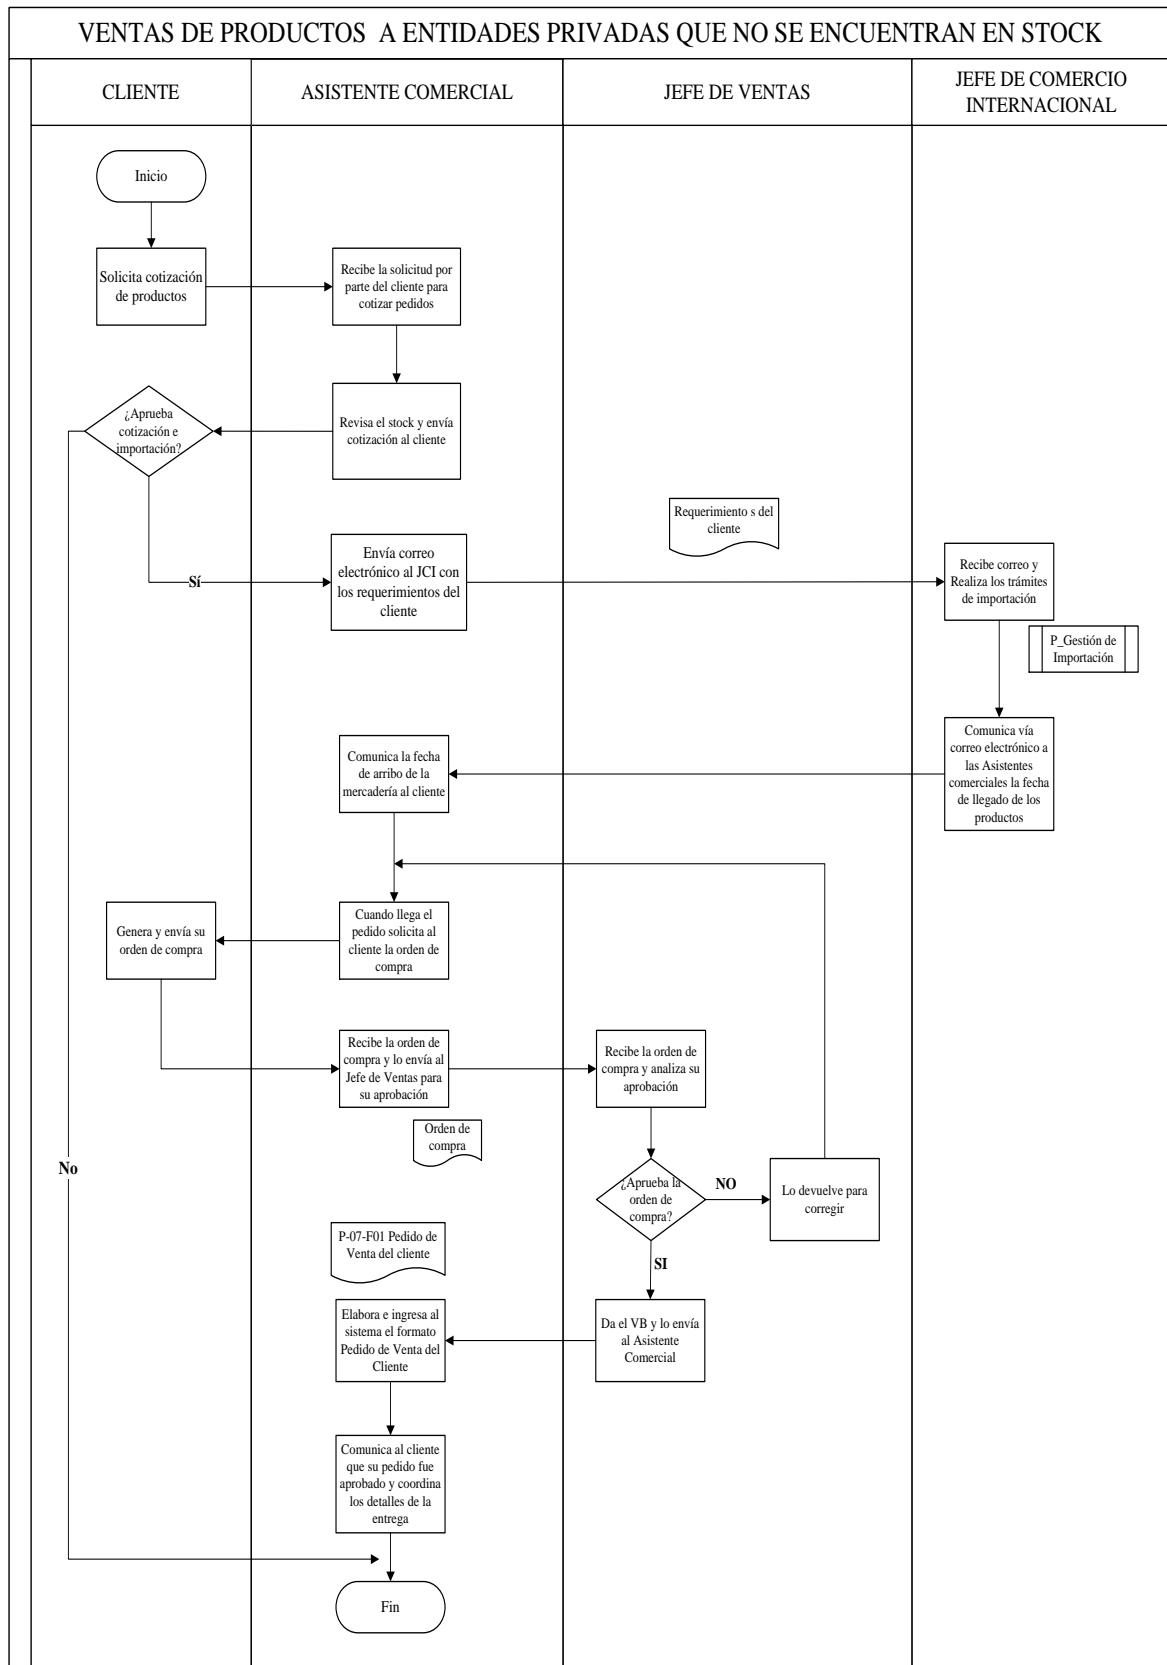 VENTAS DE PRODUCTOS A ENTIDADES PRIVADAS QUE NO SE ENCUENTRAN EN STOCK
CLIENTE
ASISTENTE COMERCIAL
JEFE DE VENTAS
JEFE DE COMERCIO
INTERNACIONAL
Inicio
Solicita cotización
de productos
Recibe la solicitud por
parte del cliente para
cotizar pedidos
¿Aprueba
cotización e
importación?
Revisa el stock y envía
cotización al cliente
Requerimiento s del
cliente
Sí
Envía correo
electrónico al JCI con
los requerimientos del
cliente
Recibe correo y
Realiza los trámites
de importación
P_Gestión de
Importación
Comunica la fecha
de arribo de la
mercadería al cliente
Comunica vía
correo electrónico a
las Asistentes
comerciales la fecha
de llegado de los
productos
Genera y envía su
orden de compra
Cuando llega el
pedido solicita al
cliente la orden de
compra
Recibe la orden de
compra y lo envía al
Jefe de Ventas para
su aprobación
Recibe la orden de
compra y analiza su
aprobación
Orden de
compra
No
¿Aprueba la
orden de
compra?
NO
Lo devuelve para
corregir
P-07-F01 Pedido de
Venta del cliente
SI
Elabora e ingresa al
sistema el formato
Pedido de Venta del
Cliente
Da el VB y lo envía
al Asistente
Comercial
Comunica al cliente
que su pedido fue
aprobado y coordina
los detalles de la
entrega
Fin